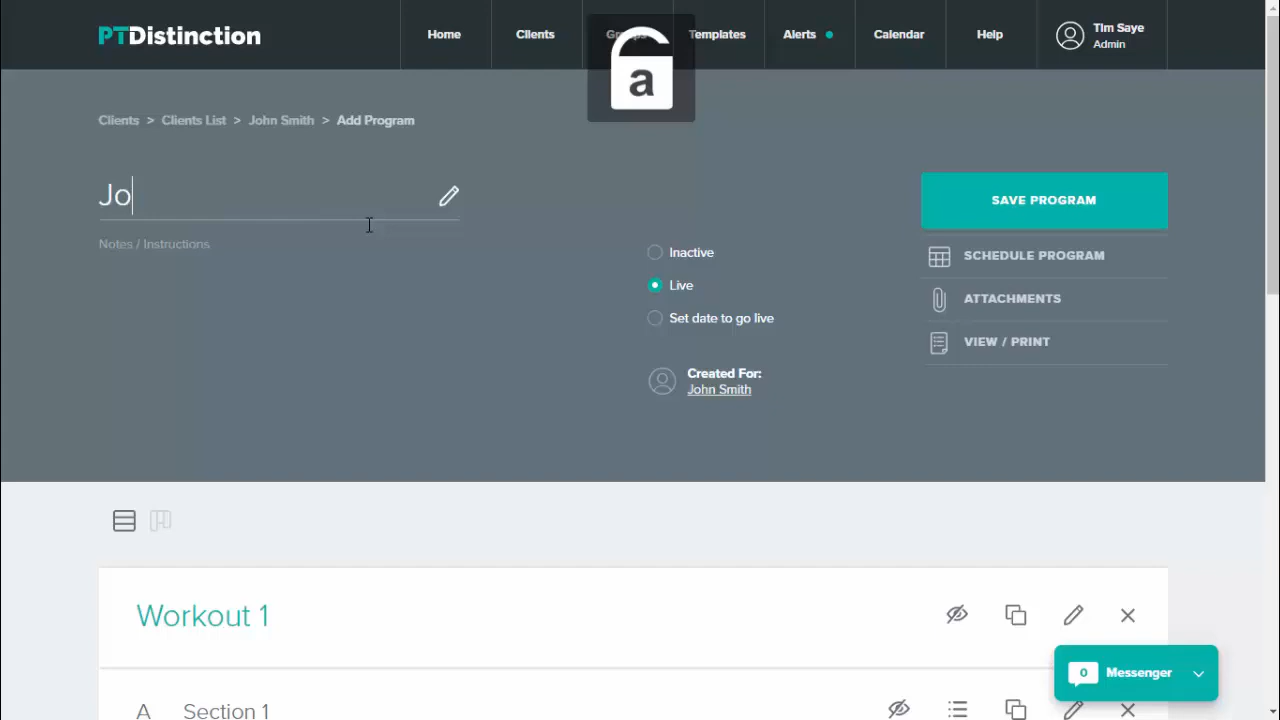 PTDistinction
Home
Clients
Templates
Alerts
Calendar
Help
Tim Saye
Admin
a
Clients > Clients List > John Smith > Add Program
Jo
Notes / Instructions
Inactive
Live
Set date to go live
Created For:
John Smith
SAVE PROGRAM
SCHEDULE PROGRAM
ATTACHMENTS
VIEW / PRINT
Workout 1
A Section 1
0 Messenger